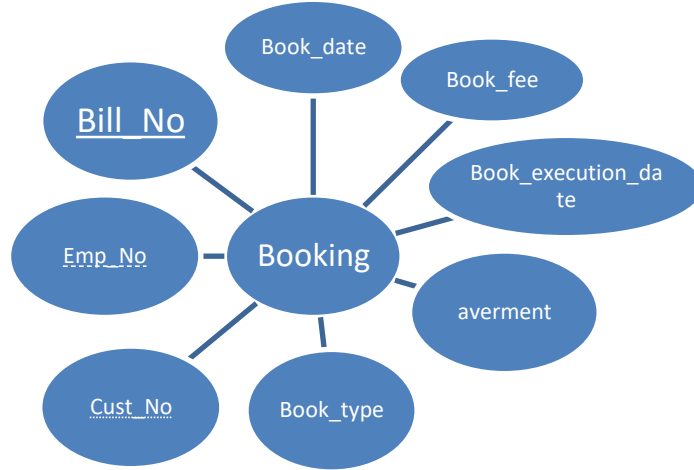 Book_date
Book_fee
Bill_No
Book_execution_da
te
Emp_No
Booking
averment
Cust_No
Book_type